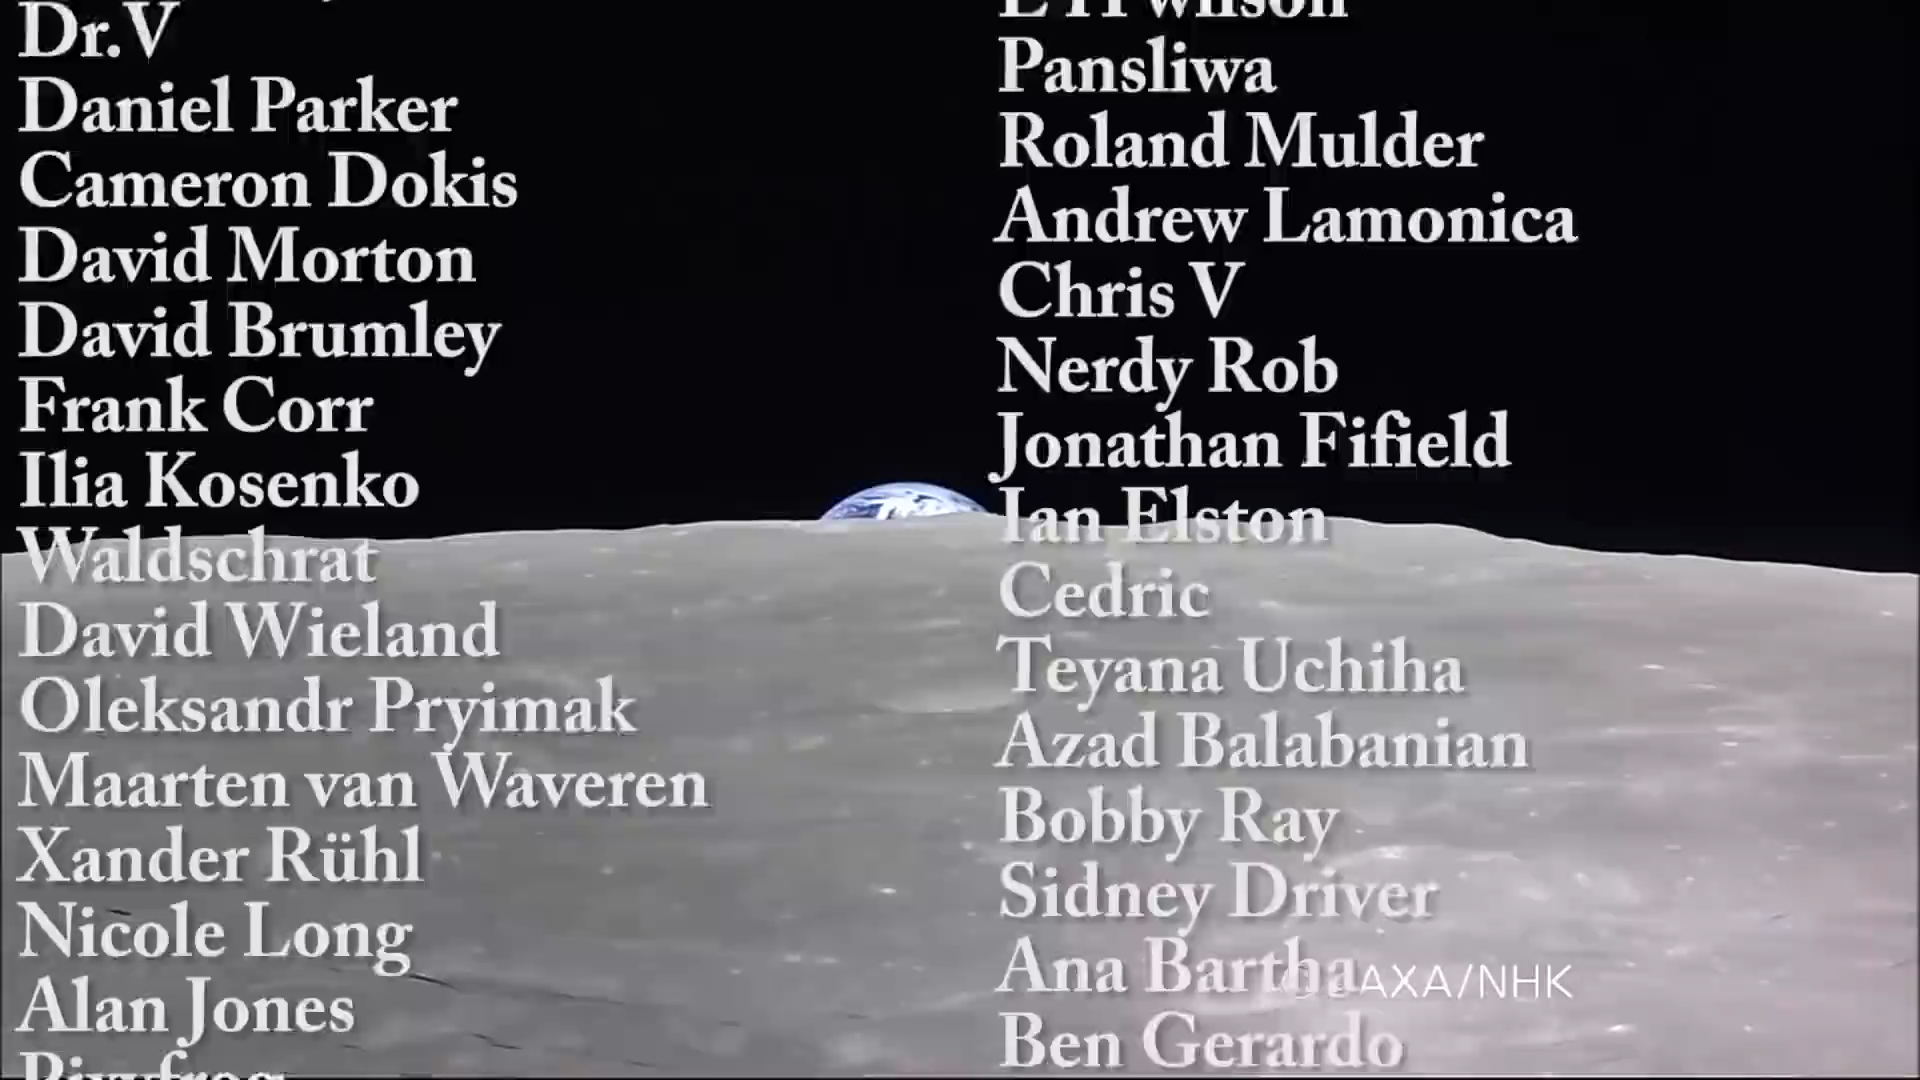 Dr.V
Daniel Parker
Cameron Dokis
David Morton
David Brumley
Frank Corr
Ilia Kosenko
Waldschrat
David Wieland
Oleksandr Pryimak
Maarten van Waveren
Xander Rühl
Nicole Long
Alan Jones
Pansliwa
Roland Mulder
Andrew Lamonica
Chris V
Nerdy Rob
Jonathan Fifield
Ian Elston
Cedric
Teyana Uchiha
Azad Balabanian
Bobby Ray
Sidney Driver
Ana Bartha
Ben Gerardo